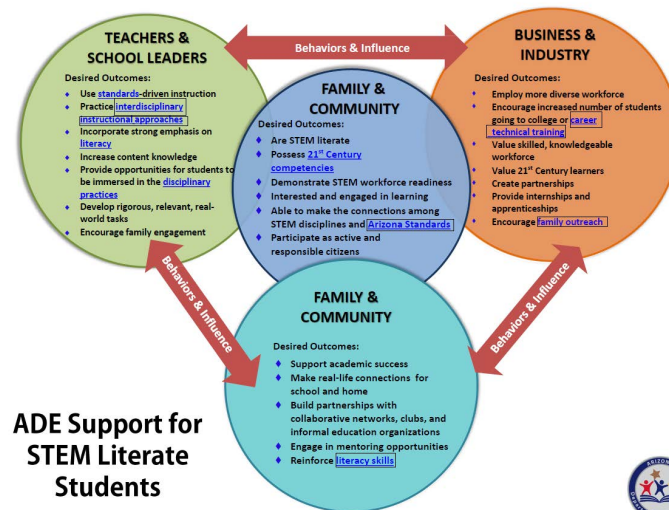 TEACHERS &
SCHOOL LEADERS
Desired Outcomes:
♦ Use standards-driven instruction
♦ Practice interdisciplinary
instructional approaches
♦ Incorporate strong emphasis on
literacy
♦ Increase content knowledge
♦ Provide opportunities for students to
be immersed in the disciplinary
practices
♦ Develop rigorous, relevant, real-
world tasks
♦ Encourage family engagement
Behaviors & Influence
BUSINESS &
INDUSTRY
Desired Outcomes:
♦ Employ more diverse workforce
♦ Encourage increased number of students
going to college or career
technical training
♦ Value skilled, knowledgeable
workforce
♦ Value 21st Century learners
♦ Create partnerships
♦ Provide internships and
apprenticeships
♦ Encourage family outreach
FAMILY &
COMMUNITY
Desired Outcomes:
♦ Are STEM literate
♦ Possess 21st Century
competencies
♦ Demonstrate STEM workforce readiness
♦ Interested and engaged in learning
♦ Able to make the connections among
STEM disciplines and Arizona Standards
♦ Participate as active and
responsible citizens
Behaviors & Influence
Behaviors & Influence
FAMILY &
COMMUNITY
Desired Outcomes:
♦ Support academic success
♦ Make real-life connections for
school and home
♦ Build partnerships with
collaborative networks, clubs, and
informal education organizations
♦ Engage in mentoring opportunities
♦ Reinforce literacy skills
ADE Support for
STEM Literate
Students
ARIZONA